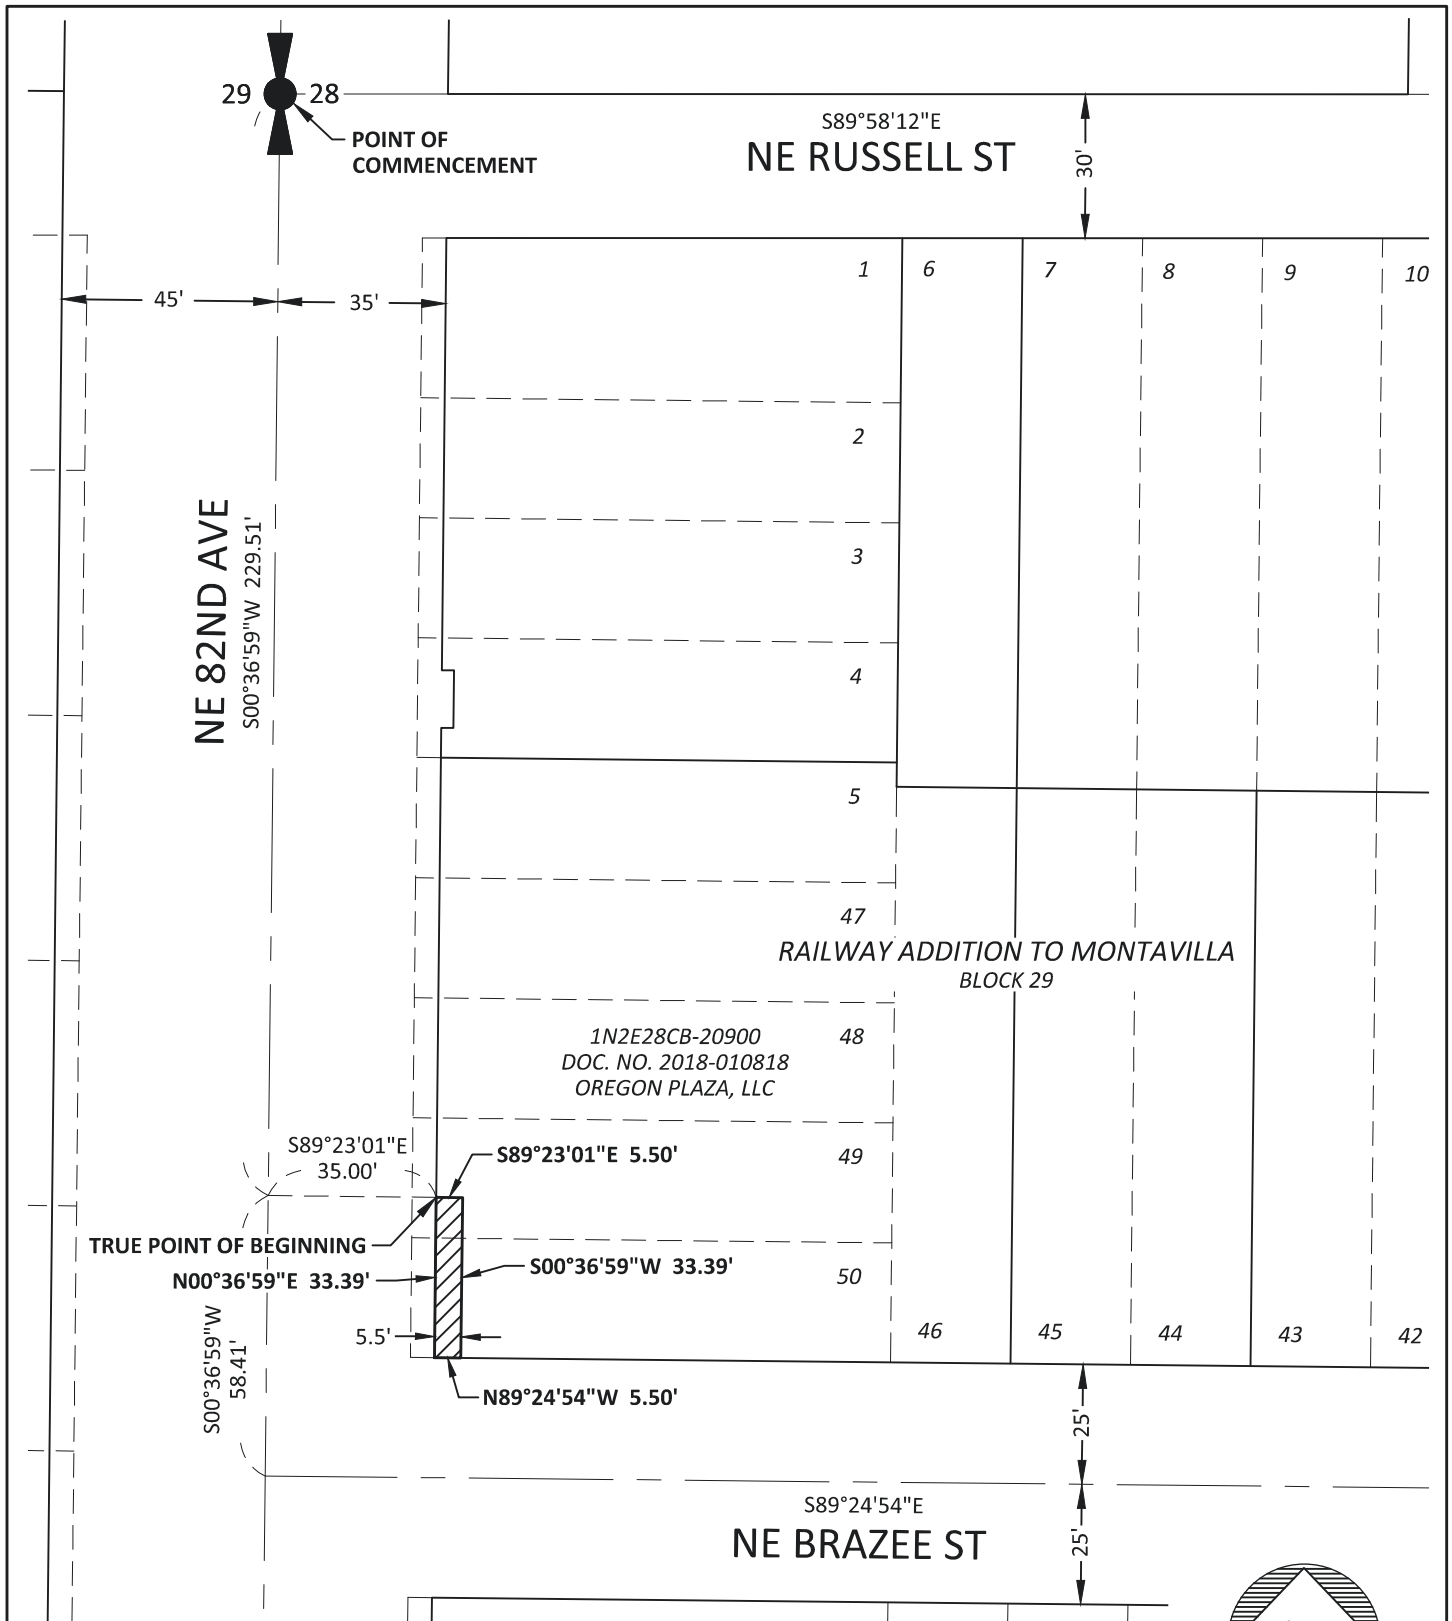 29
28
POINT OF
COMMENCEMENT
S89°58'12"E
NE RUSSELL ST
30'
45'
35'
1
6
7
8
9
10
2
3
4
5
NE 82ND AVE
S00°36'59"W 229.51'
47
RAILWAY ADDITION TO MONTAVILLA
BLOCK 29
1N2E28CB-20900
DOC. NO. 2018-010818
OREGON PLAZA, LLC
48
S89°23'01"E
35.00'
S89°23'01"E 5.50'
49
TRUE POINT OF BEGINNING
N00°36'59"E 33.39'
S00°36'59"W 33.39'
50
S00°36'59"W
58.41'
5.5'
46
45
44
43
42
N89°24'54"W 5.50'
25'
S89°24'54"E
NE BRAZEE ST
25'